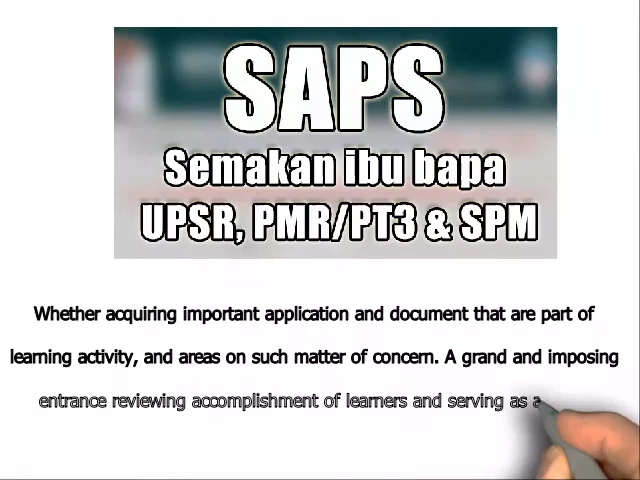 SAPS
Semakan ibu bapa
UPSR, PMR/PT3 & SPM
Whether acquiring important application and document that are part of
learning activity, and areas on such matter of concern. A grand and imposing
entrance reviewing accomplishment of learners and serving as a